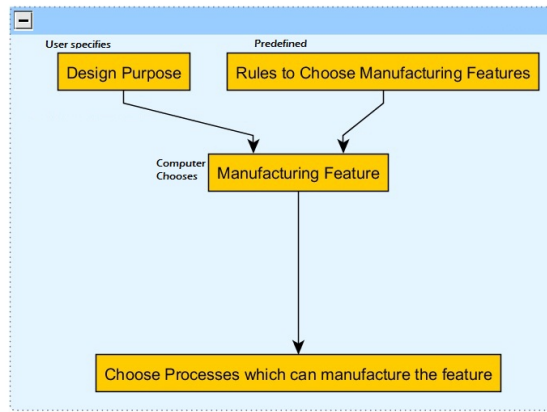 User specifies
Predefined
Design Purpose
Rules to Choose Manufacturing Features
Computer
Chooses
Manufacturing Feature
Choose Processes which can manufacture the feature